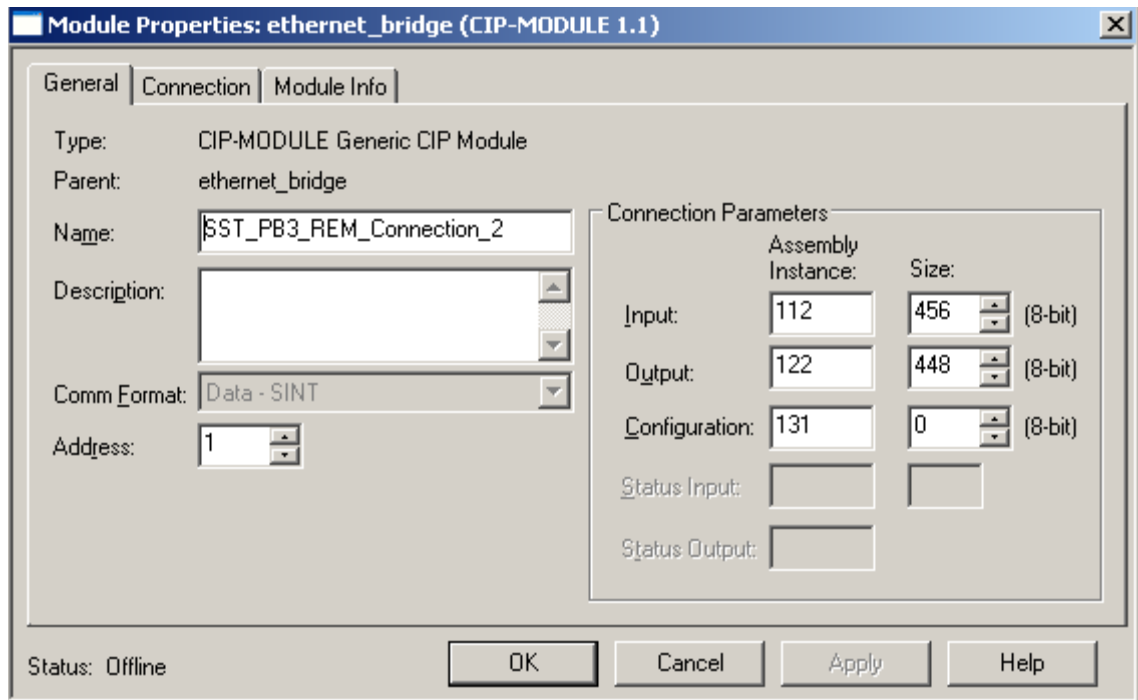 Module Properties: ethernet_bridge (CIP-MODULE 1.1)
General Connection Module Info
Type: CIP-MODULE Generic CIP Module
Parent: ethernet_bridge
Name: SST_PB3_REM_Connection_2
Description:
Comm Format: Data - SINT
Address: 1
Connection Parameters
Assembly
Instance: Size:
Input: 112 456 (8-bit)
Output: 122 448 (8-bit)
Configuration: 131 0 (8-bit)
Status Input:
Status Output:
Status: Offline OK Cancel Apply Help